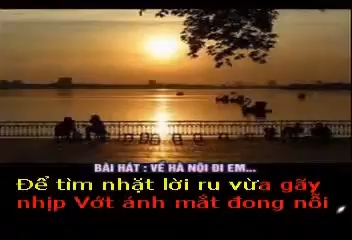 BÀI HÁT : VỀ HÀ NỘI ĐI EM...
Để tìm nhặt lời ru vừa gãy
nhịp Vớt ánh mắt đong nỗi